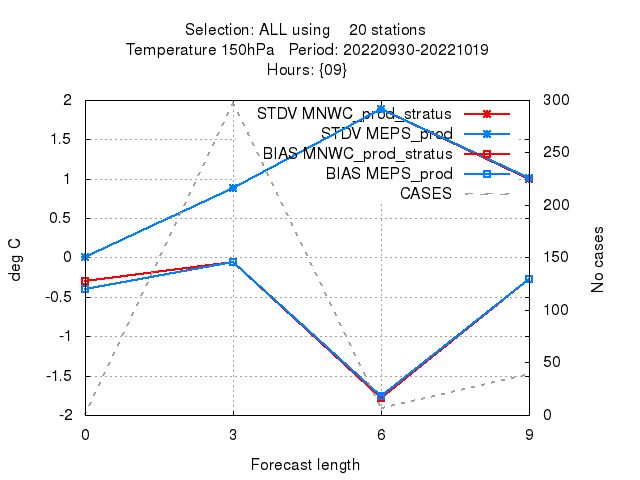 Selection: ALL using    20 stations
Temperature 150hPa   Period: 20220930-20221019
Hours: {09}
STDV MNWC_prod_stratus
STDV MEPS_prod
BIAS MNWC_prod_stratus
BIAS MEPS_prod
CASES
2
1.5
1
0.5
0
-0.5
-1
-1.5
-2
deg C
300
250
200
150
100
50
0
No cases
0 3 6 9
Forecast length